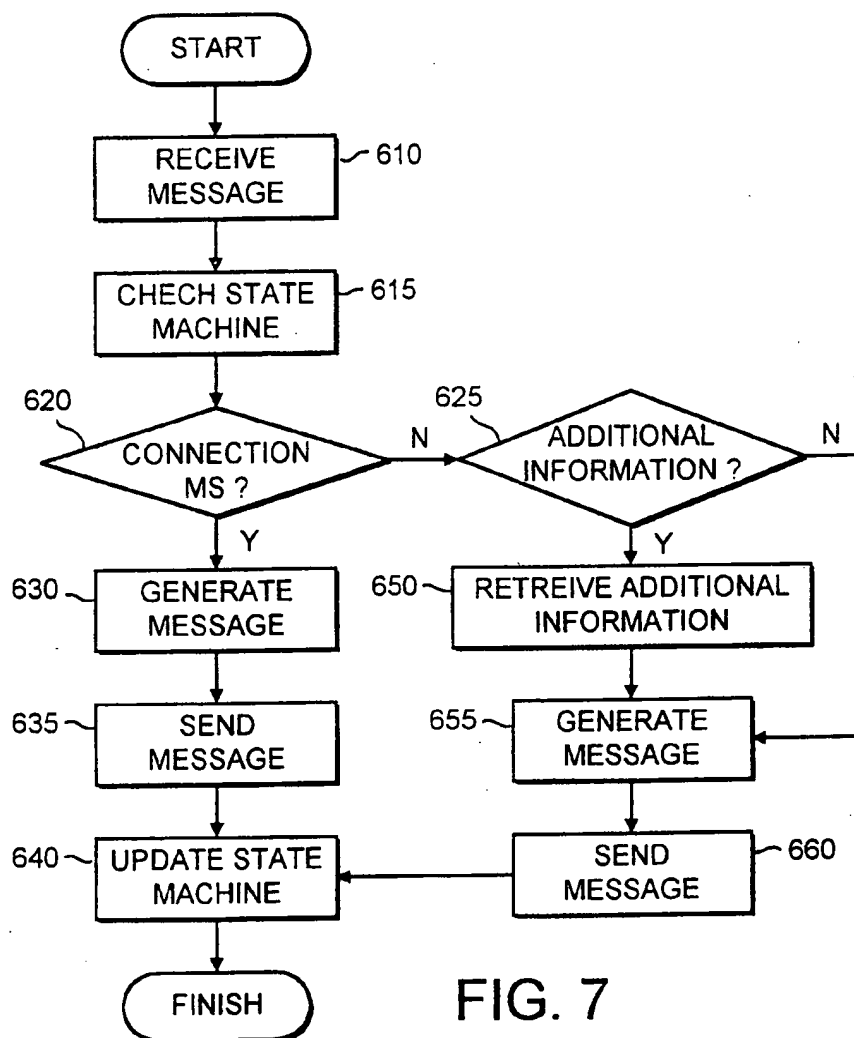 START
RECEIVE
MESSAGE
610
CHECH STATE
MACHINE
615
620
CONNECTION
MS ?
N
625
ADDITIONAL
INFORMATION ?
N
Y
Y
630
GENERATE
MESSAGE
650
RETREIVE ADDITIONAL
INFORMATION
635
SEND
MESSAGE
655
GENERATE
MESSAGE
640
UPDATE STATE
MACHINE
SEND
MESSAGE
660
FINISH
FIG. 7